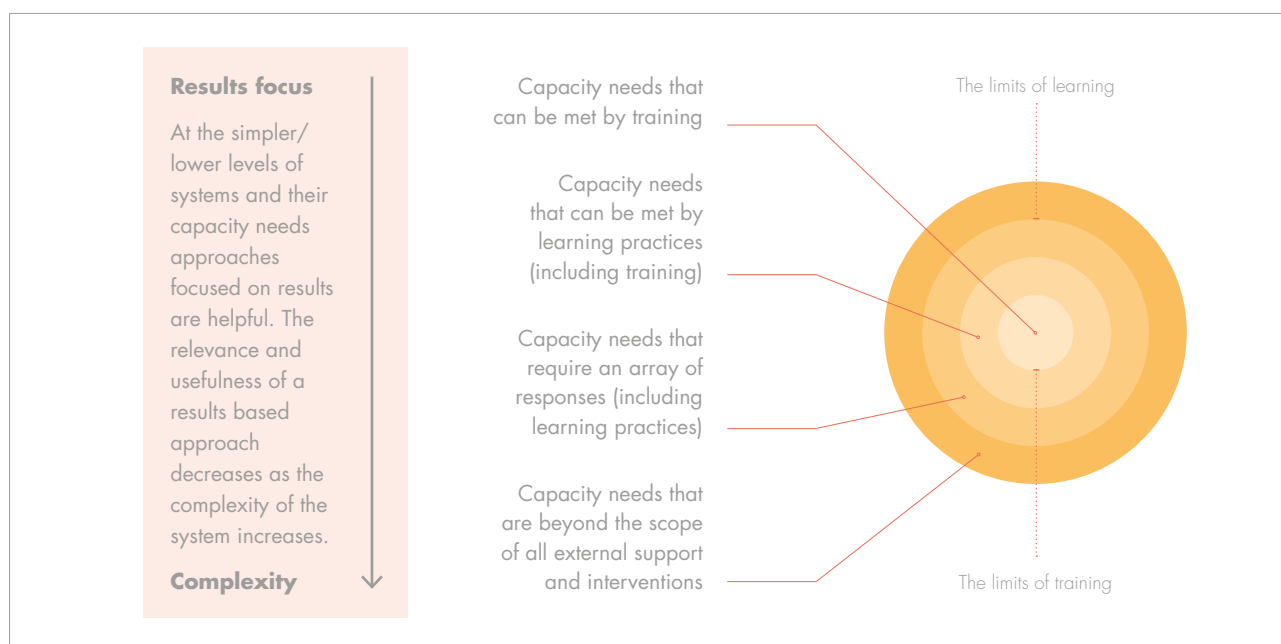 Results focus
At the simpler/
lower levels of
systems and their
capacity needs
approaches
focused on results
are helpful. The
relevance and
usefulness of a
results based
approach
decreases as the
complexity of the
system increases.
Complexity
Capacity needs that
can be met by training
Capacity needs
that can be met by
learning practices
(including training)
Capacity needs that
require an array of
responses (including
learning practices)
Capacity needs that
are beyond the scope
of all external support
and interventions
The limits of learning
The limits of training